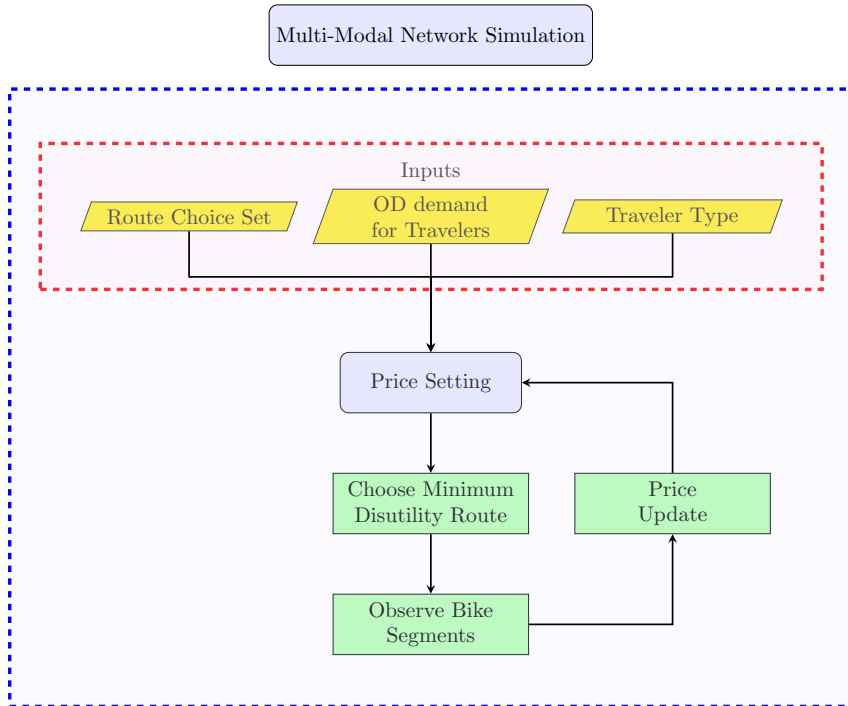 Multi-Modal Network Simulation
Inputs
Route Choice Set
OD demand
for Travelers
Traveler Type
Price Setting
Choose Minimum
Disutility Route
Price
Update
Observe Bike
Segments